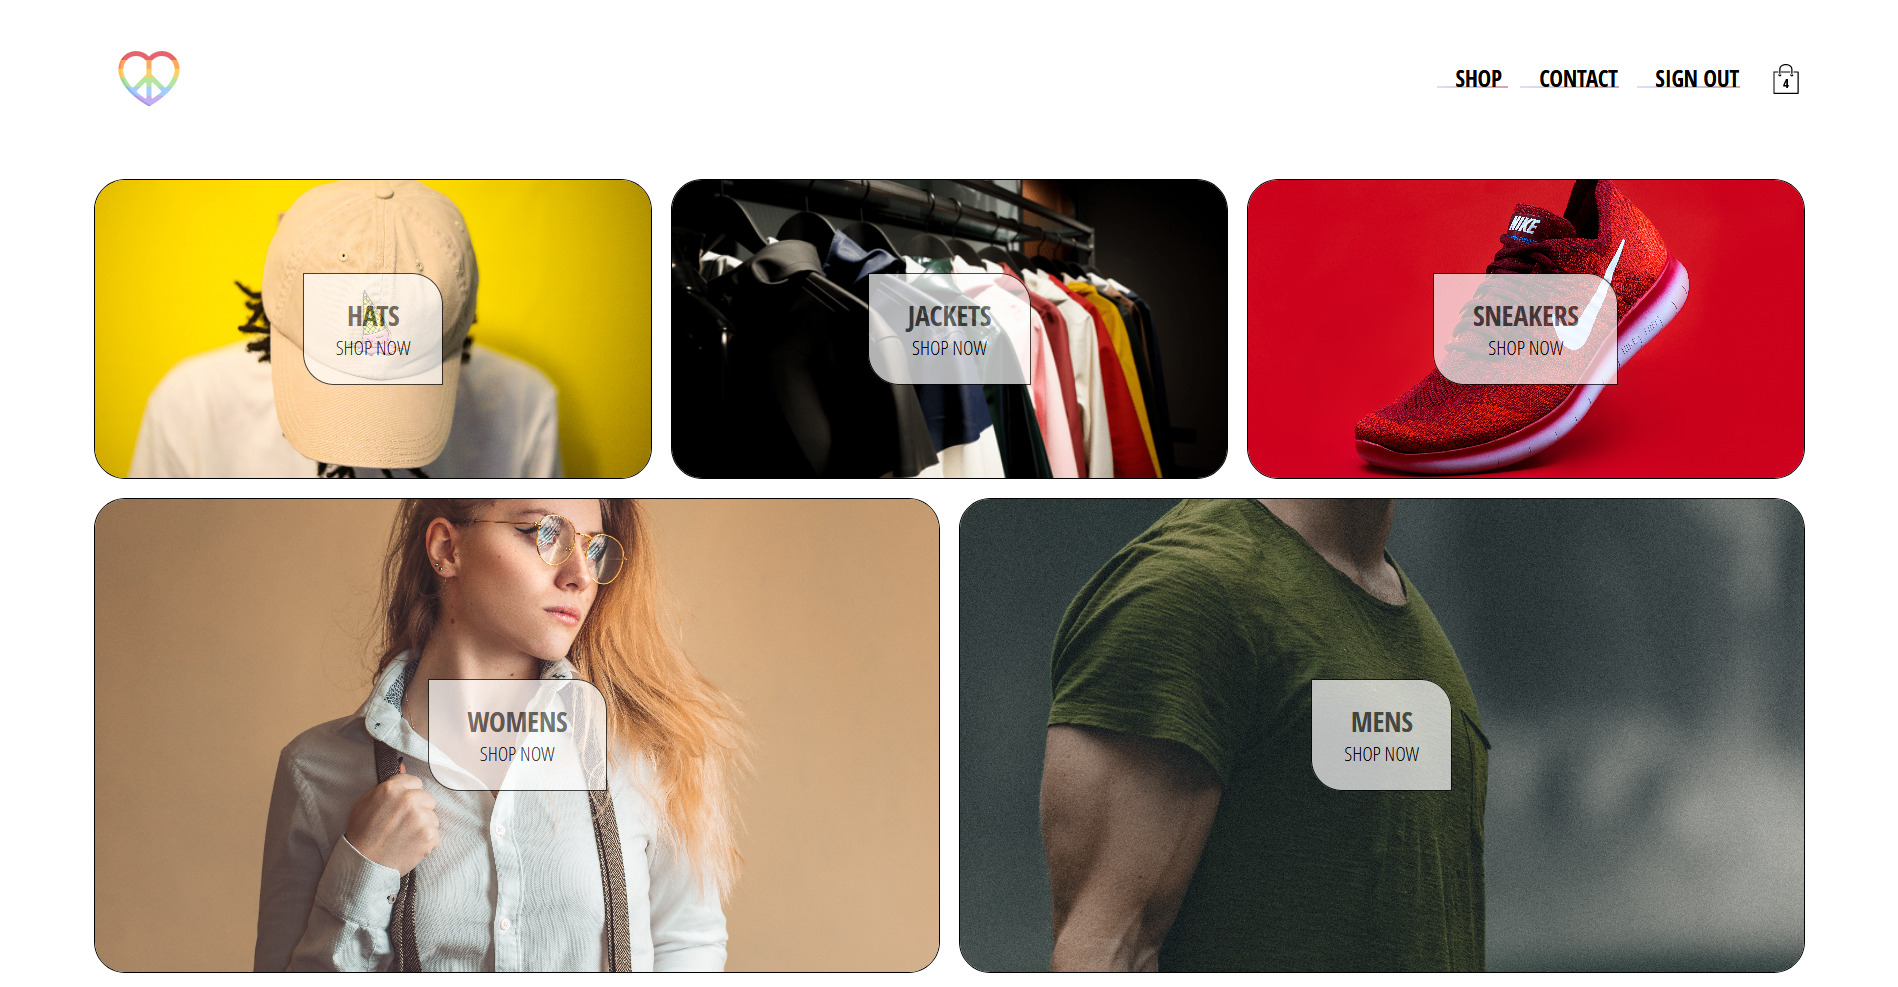 SHOP CONTACT SIGN OUT 4
HATS
SHOP NOW
JACKETS
SHOP NOW
NIKE
SNEAKERS
SHOP NOW
WOMENS
SHOP NOW
MENS
SHOP NOW